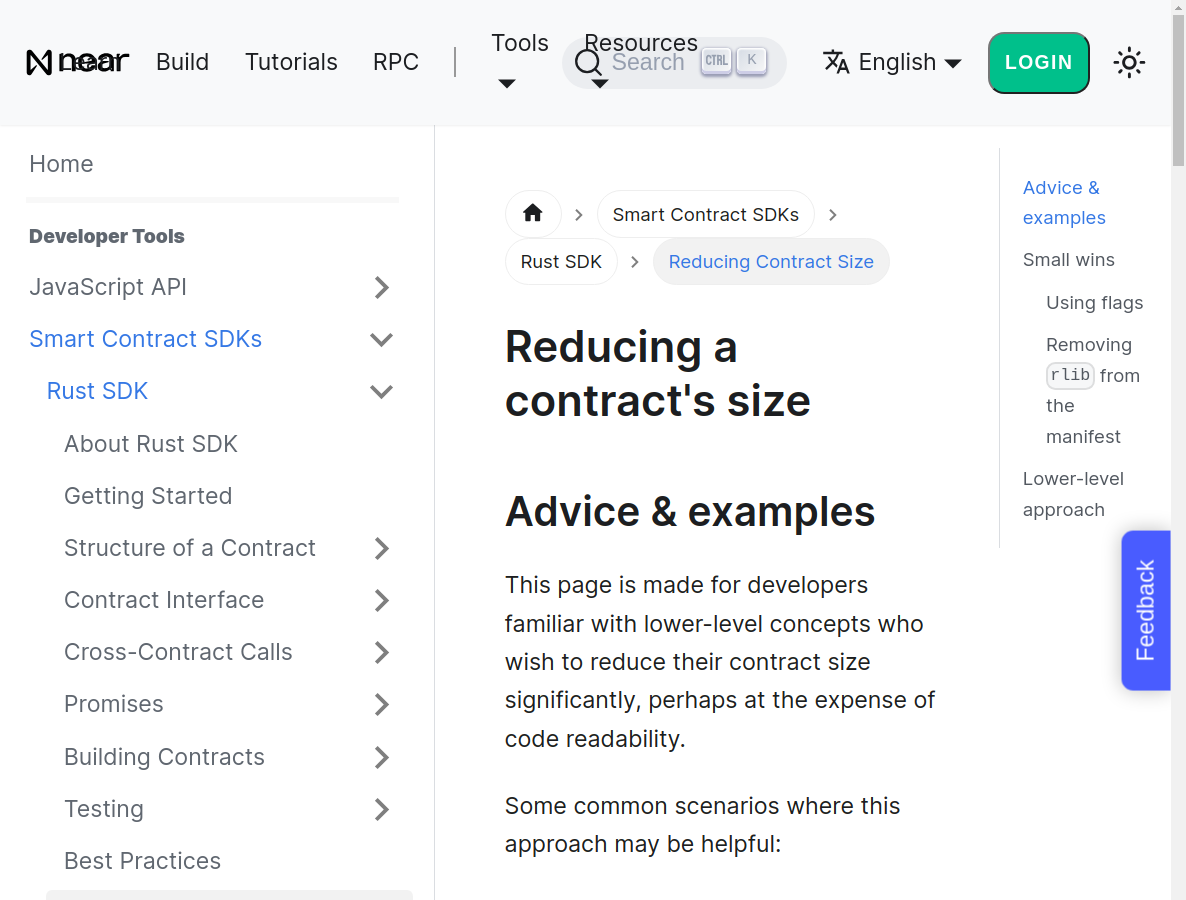 near
Learn
Build
Tutorials
RPC
Tools
Resources
Search
CTRL
K
English
LOGIN
Home
Developer Tools
JavaScript API
Smart Contract SDKs
Rust SDK
About Rust SDK
Getting Started
Structure of a Contract
Contract Interface
Cross-Contract Calls
Promises
Building Contracts
Testing
Best Practices
Smart Contract SDKs
Rust SDK
Reducing Contract Size
Reducing a
contract's size
Advice & examples
This page is made for developers
familiar with lower-level concepts who
wish to reduce their contract size
significantly, perhaps at the expense of
code readability.
Some common scenarios where this
approach may be helpful:
Advice &
examples
Small wins
Using flags
Removing
rlib from
the
manifest
Lower-level
approach
Feedback